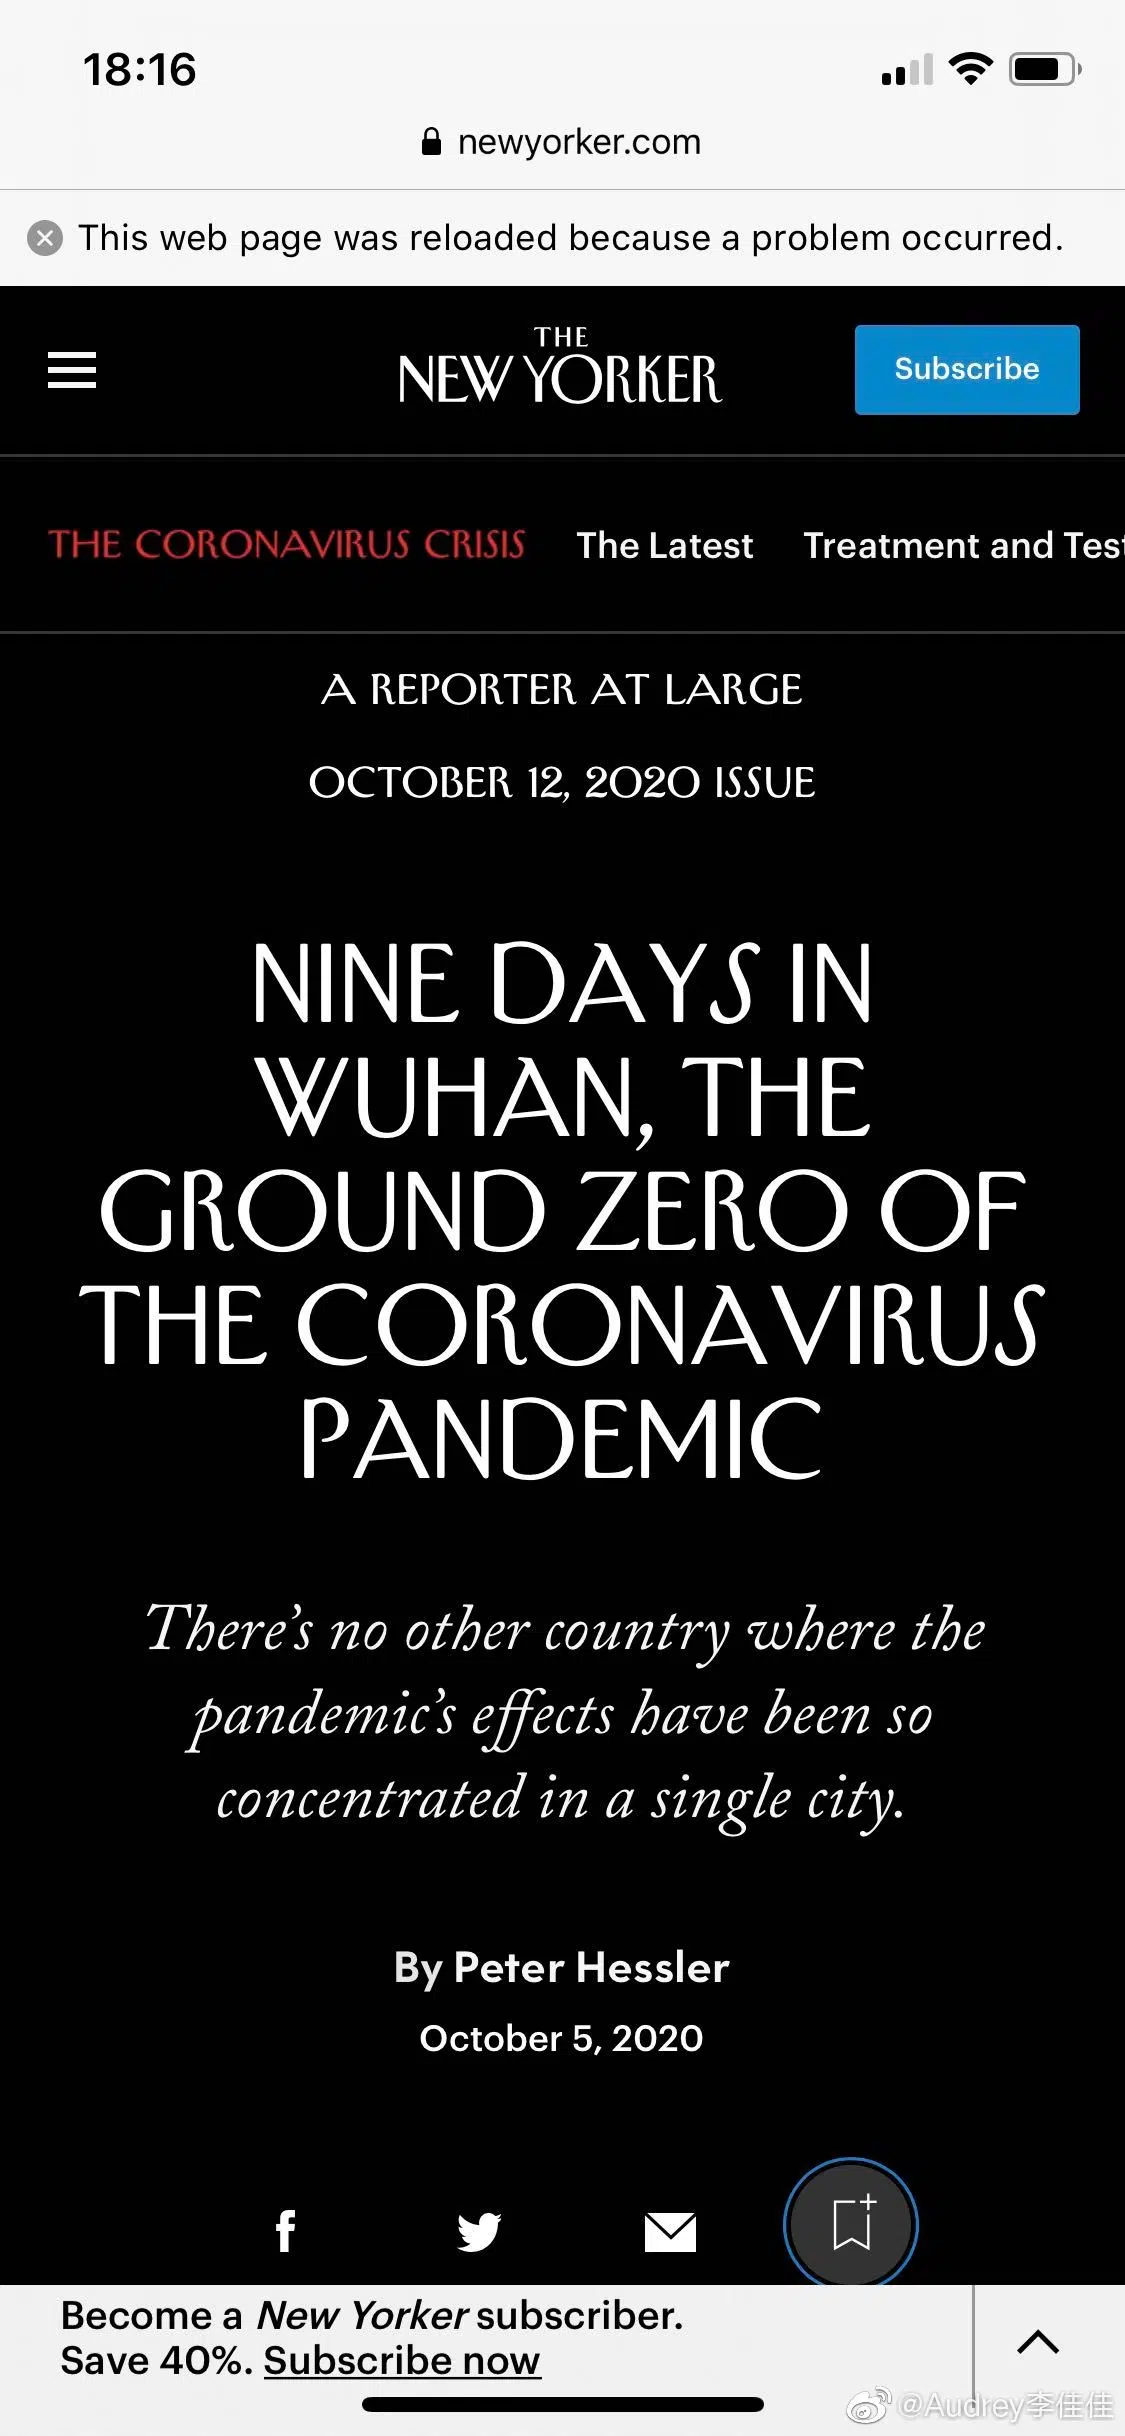 18:16
newyorker.com
This web page was reloaded because a problem occurred.
THE
NEW YORKER
Subscribe
THE CORONAVIRUS CRISIS The Latest Treatment and Test
A REPORTER AT LARGE
OCTOBER 12, 2020 ISSUE
NINE DAYS IN
WUHAN, THE
GROUND ZERO OF
THE CORONAVIRUS
PANDEMIC
There’s no other country where the
pandemic’s effects have been so
concentrated in a single city.
By Peter Hessler
October 5, 2020
Become a New Yorker subscriber.
Save 40%. Subscribe now
@Audrey李佳佳